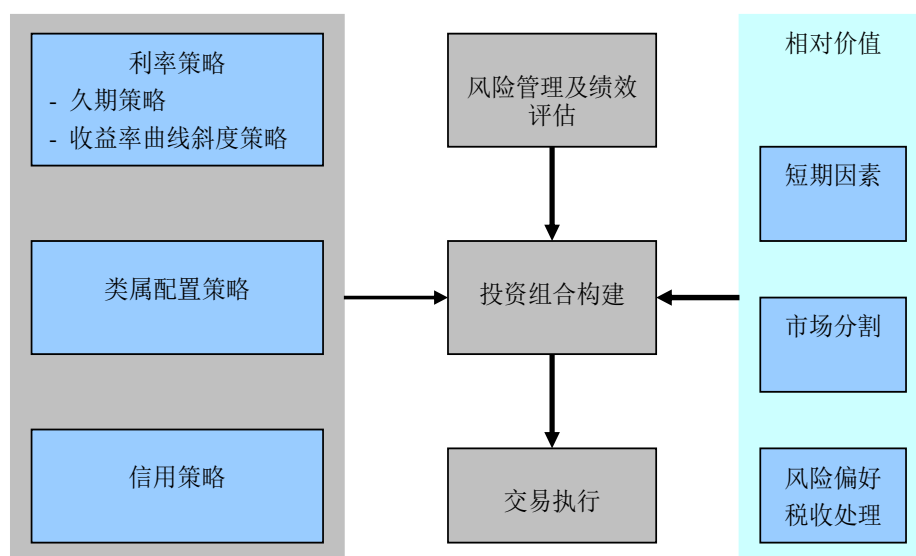 利率策略
- 久期策略
- 收益率曲线斜度策略
类属配置策略
信用策略
风险管理及绩效
评估
投资组合构建
交易执行
相对价值
短期因素
市场分割
风险偏好
税收处理